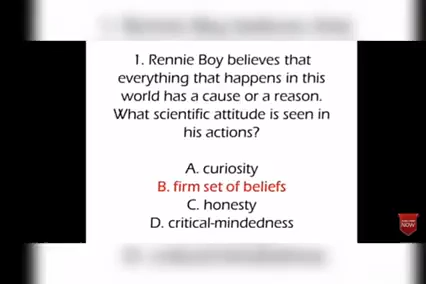 1. Rennie Boy believes that
everything that happens in this
world has a cause or a reason.
What scientific attitude is seen in
his actions?
A. curiosity
B. firm set of beliefs
C. honesty
D. critical-mindedness
NOW